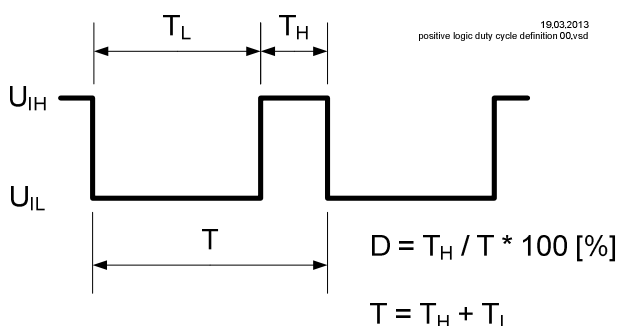 19.03.2013
positive logic duty cycle definition 00.vsd
T_L T_H
U_IH
U_IL
T
D = T_H / T * 100 [%]
T = T_H + T_L